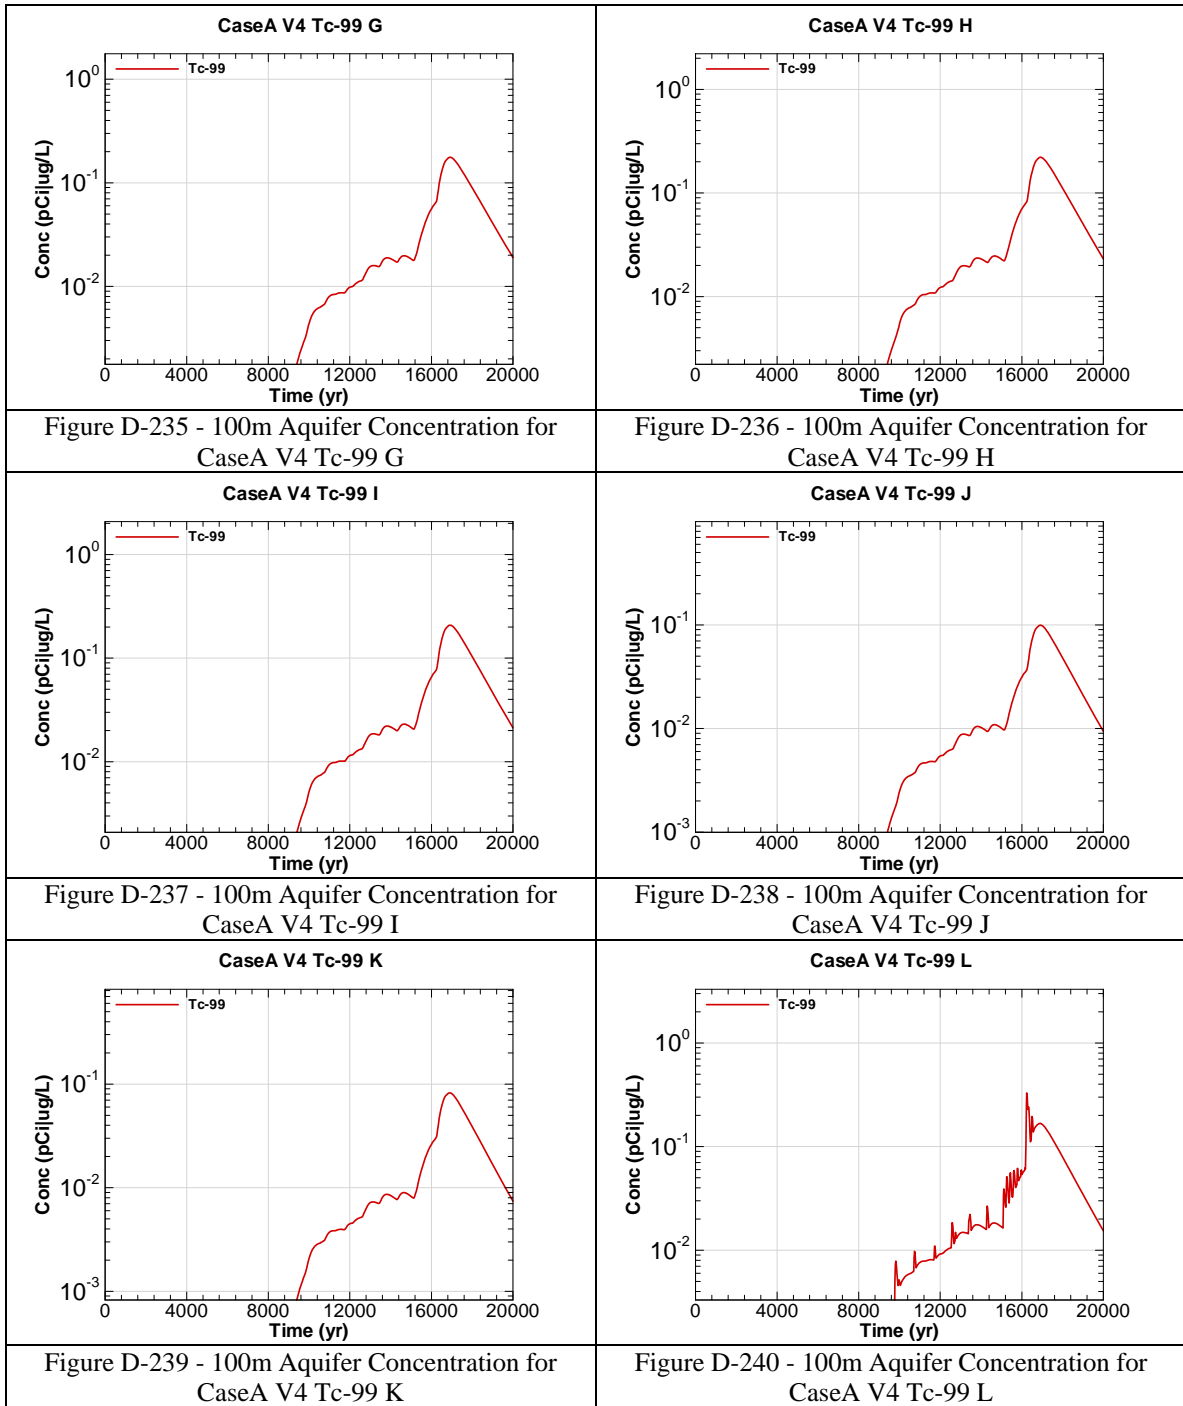 CaseA V4 Tc-99 G
Tc-99
10^0
10^-1
10^-2
Conc (pCi|ug/L)
0 4000 8000 12000 16000 20000
Time (yr)
Figure D-235 - 100m Aquifer Concentration for
CaseA V4 Tc-99 G
CaseA V4 Tc-99 H
Tc-99
10^0
10^-1
10^-2
Conc (pCi|ug/L)
0 4000 8000 12000 16000 20000
Time (yr)
Figure D-236 - 100m Aquifer Concentration for
CaseA V4 Tc-99 H
CaseA V4 Tc-99 I
Tc-99
10^0
10^-1
10^-2
Conc (pCi|ug/L)
0 4000 8000 12000 16000 20000
Time (yr)
Figure D-237 - 100m Aquifer Concentration for
CaseA V4 Tc-99 I
CaseA V4 Tc-99 J
Tc-99
10^-1
10^-2
10^-3
Conc (pCi|ug/L)
0 4000 8000 12000 16000 20000
Time (yr)
Figure D-238 - 100m Aquifer Concentration for
CaseA V4 Tc-99 J
CaseA V4 Tc-99 K
Tc-99
10^-1
10^-2
10^-3
Conc (pCi|ug/L)
0 4000 8000 12000 16000 20000
Time (yr)
Figure D-239 - 100m Aquifer Concentration for
CaseA V4 Tc-99 K
CaseA V4 Tc-99 L
Tc-99
10^0
10^-1
10^-2
Conc (pCi|ug/L)
0 4000 8000 12000 16000 20000
Time (yr)
Figure D-240 - 100m Aquifer Concentration for
CaseA V4 Tc-99 L